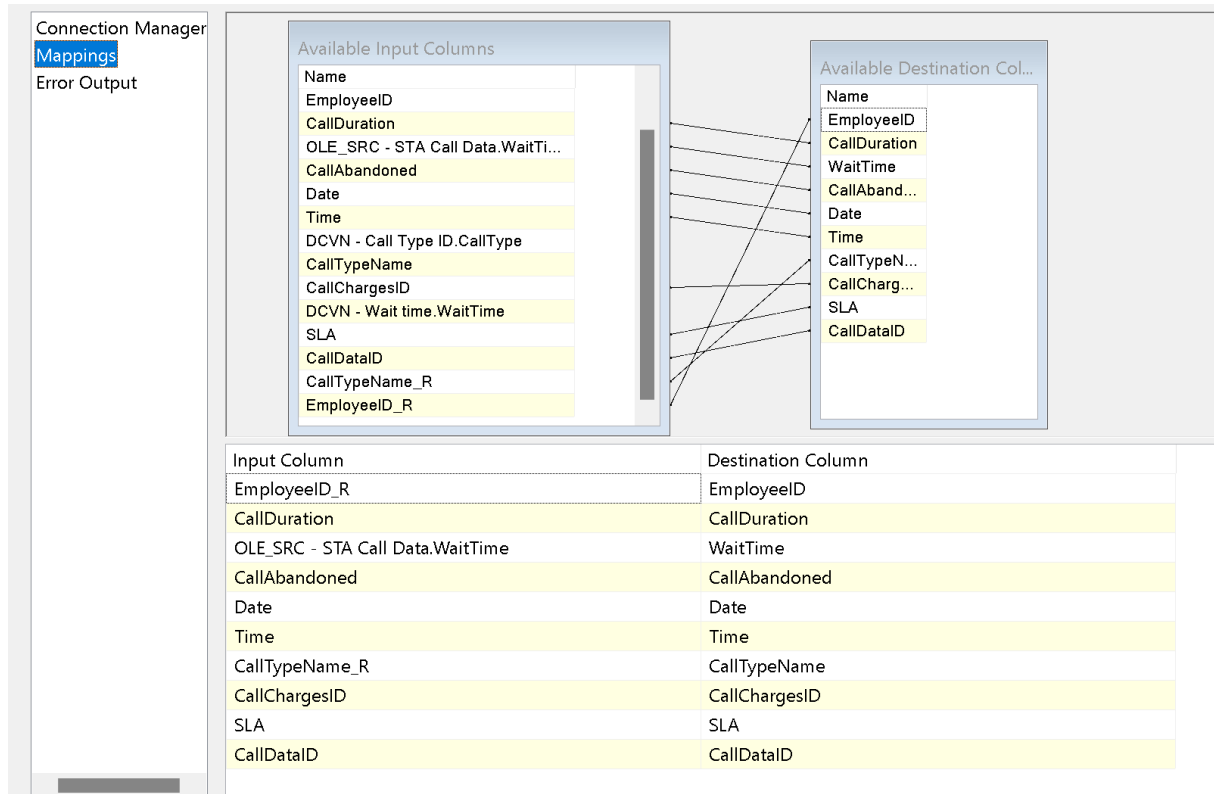 Connection Manager
Mappings
Error Output
Available Input Columns
Name
EmployeeID
CallDuration
OLE_SRC - STA Call Data.WaitTi...
CallAbandoned
Date
Time
DCVN - Call Type ID.CallType
CallTypeName
CallChargesID
DCVN - Wait time.WaitTime
SLA
CallDataID
CallTypeName_R
EmployeeID_R
Available Destination Col...
Name
EmployeeID
CallDuration
WaitTime
CallAband...
Date
Time
CallTypeN...
CallCharg...
SLA
CallDataID
Input Column Destination Column
EmployeeID_R EmployeeID
CallDuration CallDuration
OLE_SRC - STA Call Data.WaitTime WaitTime
CallAbandoned CallAbandoned
Date Date
Time Time
CallTypeName_R CallTypeName
CallChargesID CallChargesID
SLA SLA
CallDataID CallDataID